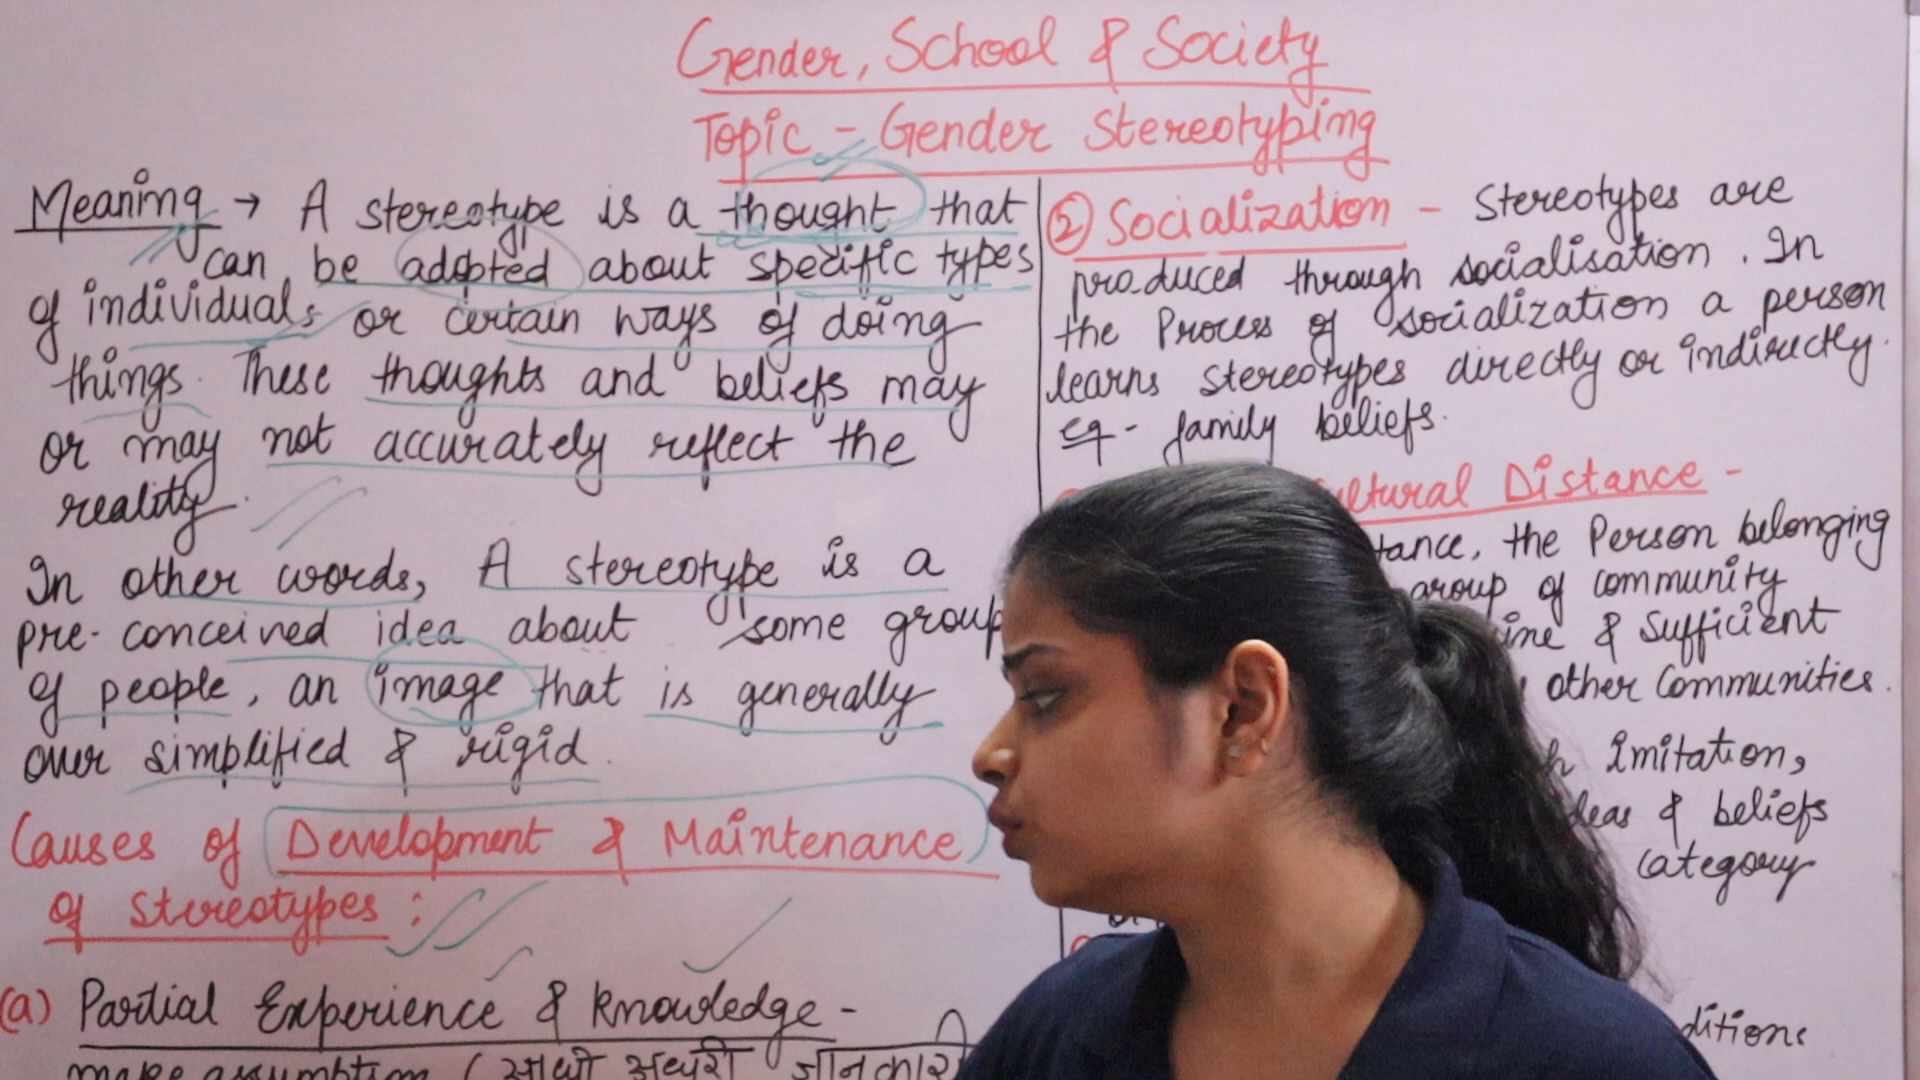 Gender, School & Society
Topic - Gender Stereotyping
Meaning → A stereotype is a thought that
can be adopted about specific types
of individuals or certain ways of doing
things. These thoughts and beliefs may
or may not accurately reflect the
reality.
In other words, A stereotype is a
pre-conceived idea about some group
of people, an image that is generally
over simplified & rigid.
Causes of Development & Maintenance
of stereotypes :
(a) Partial Experience & knowledge -
make assumption ( आधी अधूरी जानकारी
② Socialization - Stereotypes are
produced through socialisation. In
the Process of socialization a person
learns stereotypes directly or indirectly.
eg - family beliefs.
Distance -
the Person belonging
group of community
& Sufficient
other Communities.
imitation,
& beliefs
category